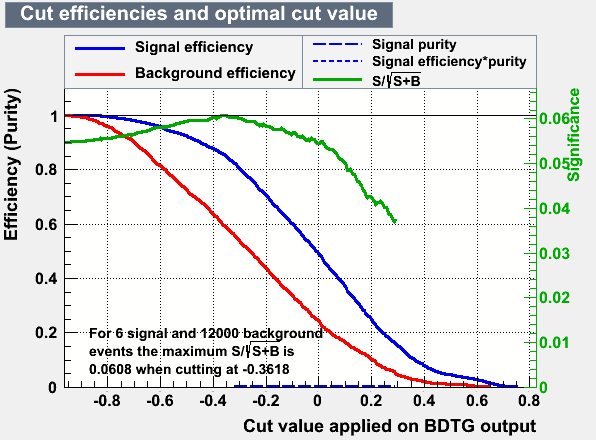 Cut efficiencies and optimal cut value
Signal efficiency
Background efficiency
Signal purity
Signal efficiency*purity
S/√S+B
Efficiency (Purity)
1
0.8
0.6
0.4
0.2
0
0.06
0.05
0.04
0.03
0.02
0.01
0
Significance
For 6 signal and 12000 background
events the maximum S/√S+B is
0.0608 when cutting at -0.3618
-0.8 -0.6 -0.4 -0.2 0 0.2 0.4 0.6 0.8
Cut value applied on BDTG output